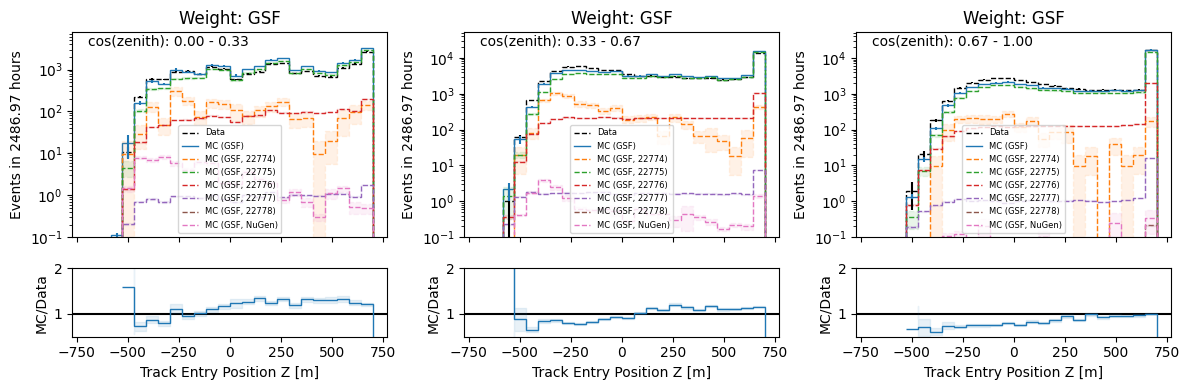 Weight: GSF
cos(zenith): 0.00 - 0.33
Events in 2486.97 hours
10³
10²
10¹
10⁰
10⁻¹
Data
MC (GSF)
MC (GSF, 22774)
MC (GSF, 22775)
MC (GSF, 22776)
MC (GSF, 22777)
MC (GSF, 22778)
MC (GSF, NuGen)
MC/Data
2
1
−750 −500 −250 0 250 500 750
Track Entry Position Z [m]
Weight: GSF
cos(zenith): 0.33 - 0.67
Events in 2486.97 hours
10⁴
10³
10²
10¹
10⁰
10⁻¹
Data
MC (GSF)
MC (GSF, 22774)
MC (GSF, 22775)
MC (GSF, 22776)
MC (GSF, 22777)
MC (GSF, 22778)
MC (GSF, NuGen)
MC/Data
2
1
−750 −500 −250 0 250 500 750
Track Entry Position Z [m]
Weight: GSF
cos(zenith): 0.67 - 1.00
Events in 2486.97 hours
10⁴
10³
10²
10¹
10⁰
10⁻¹
Data
MC (GSF)
MC (GSF, 22774)
MC (GSF, 22775)
MC (GSF, 22776)
MC (GSF, 22777)
MC (GSF, 22778)
MC (GSF, NuGen)
MC/Data
2
1
−750 −500 −250 0 250 500 750
Track Entry Position Z [m]